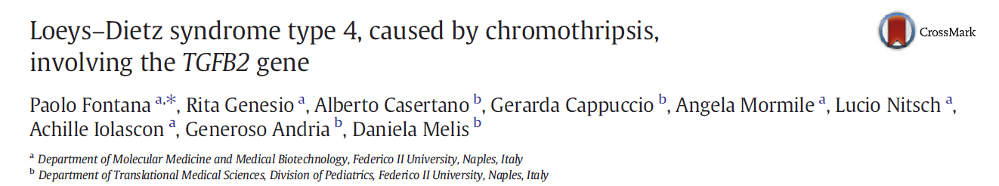 Loeys–Dietz syndrome type 4, caused by chromothripsis,
involving the TGFB2 gene
CrossMark
Paolo Fontana a,*, Rita Genesio a, Alberto Casertano b, Gerarda Cappuccio b, Angela Mormile a, Lucio Nitsch a,
Achille Iolascon a, Generoso Andria b, Daniela Melis b
a Department of Molecular Medicine and Medical Biotechnology, Federico II University, Naples, Italy
b Department of Translational Medical Sciences, Division of Pediatrics, Federico II University, Naples, Italy